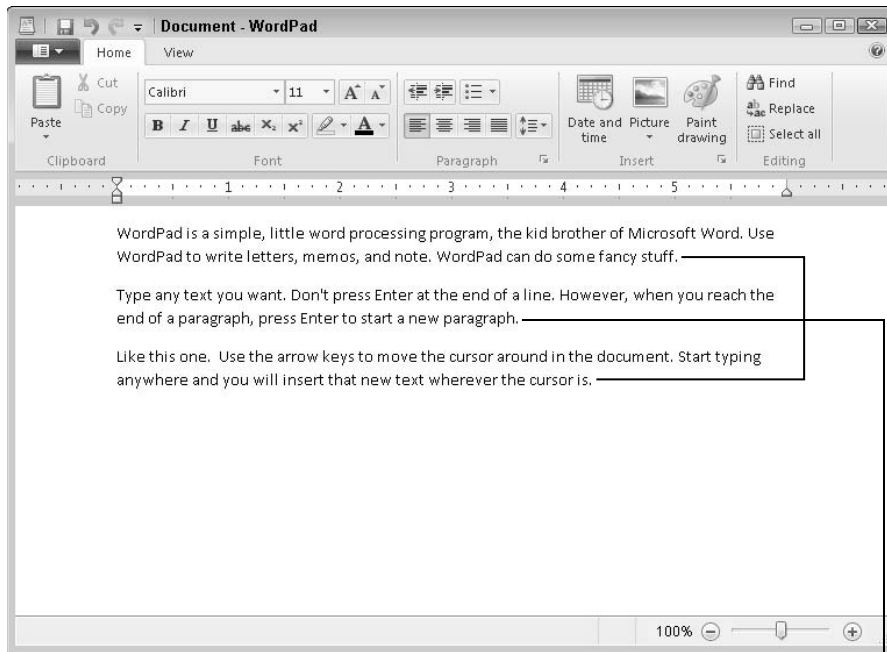 Document - WordPad
Home View
Paste
Cut
Copy
Clipboard
Calibri 11 A A
B I U abc X₂ X² A
Font
Paragraph
Date and time
Picture
Paint drawing
Insert
Find
Replace
Select all
Editing
1 2 3 4 5
WordPad is a simple, little word processing program, the kid brother of Microsoft Word. Use
WordPad to write letters, memos, and note. WordPad can do some fancy stuff.
Type any text you want. Don't press Enter at the end of a line. However, when you reach the
end of a paragraph, press Enter to start a new paragraph.
Like this one.  Use the arrow keys to move the cursor around in the document. Start typing
anywhere and you will insert that new text wherever the cursor is.
100%